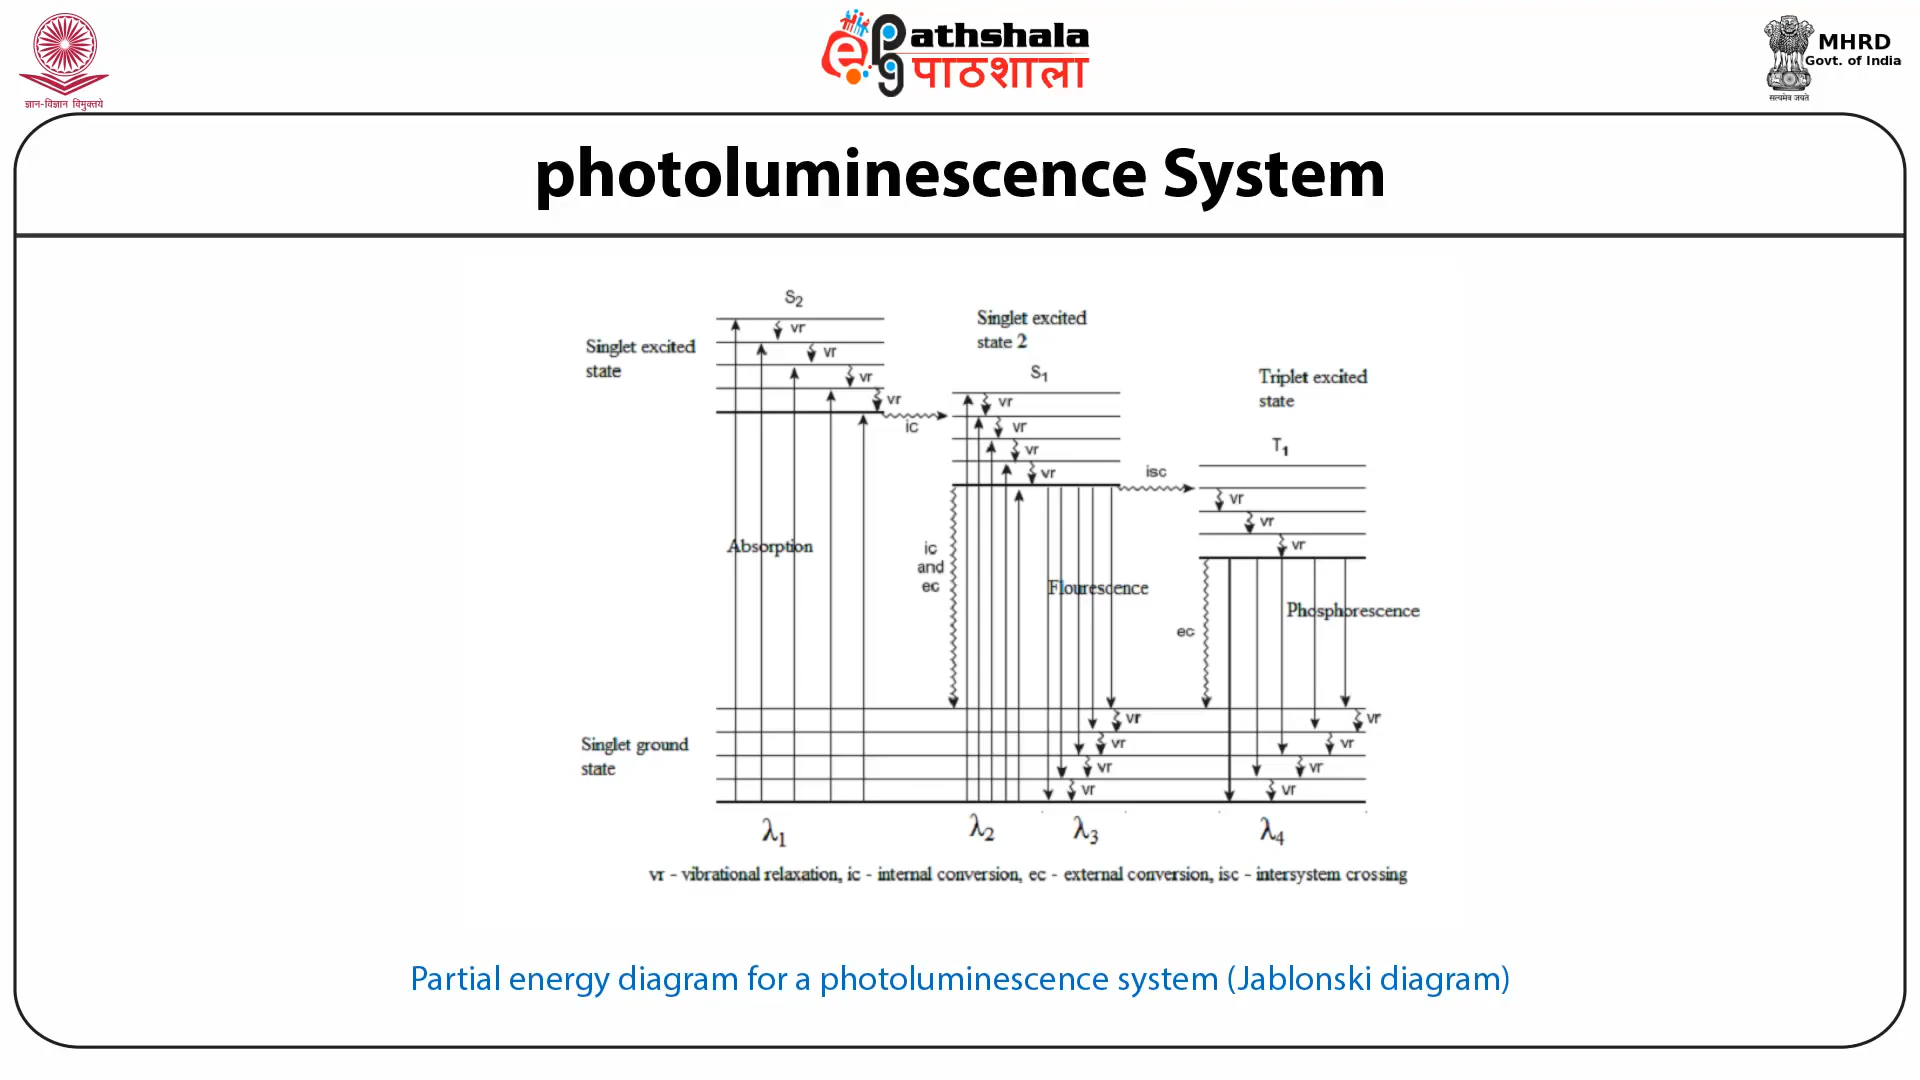 ज्ञान-विज्ञान विमुक्तये
e Pathshala
पाठशाला
MHRD
Govt. of India
सत्यमेव जयते
photoluminescence System
S2
Singlet excited
state
vr
vr
vr
vr
ic
Singlet excited
state 2
S1
vr
vr
vr
vr
isc
Triplet excited
state
T1
vr
vr
vr
Absorption
ic
and
ec
Flourescence
ec
Phosphorescence
Singlet ground
state
vr
vr
vr
vr
vr
vr
vr
vr
λ1
λ2
λ3
λ4
vr - vibrational relaxation, ic - internal conversion, ec - external conversion, isc - intersystem crossing
Partial energy diagram for a photoluminescence system (Jablonski diagram)